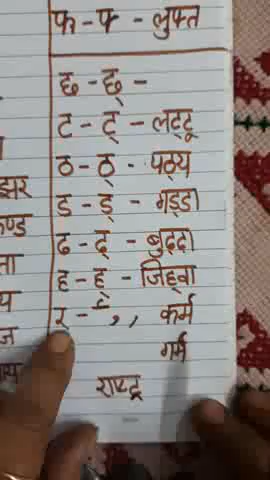 फ - फ् - लुफ्त
छ - छ् -
ट - ट् - लट्टू
ठ - ठ् - पठ्य
ड - ड् - गड्डा
ढ - ढ् - बुढ्ढा
ह - ह् - जिह्वा
र् - र्, , कर्म
गर्म
राष्ट्र